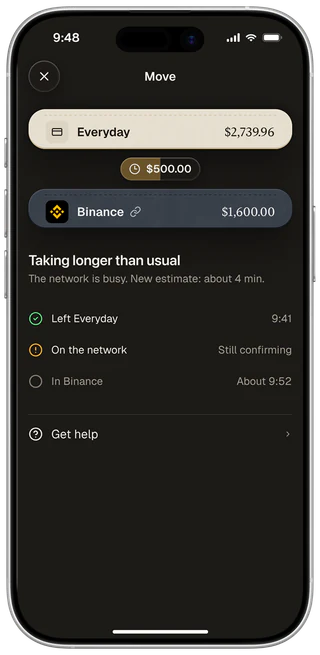 9:48
Move
Everyday $2,739.96
$500.00
Binance $1,600.00
Taking longer than usual
The network is busy. New estimate: about 4 min.
Left Everyday 9:41
On the network Still confirming
In Binance About 9:52
Get help